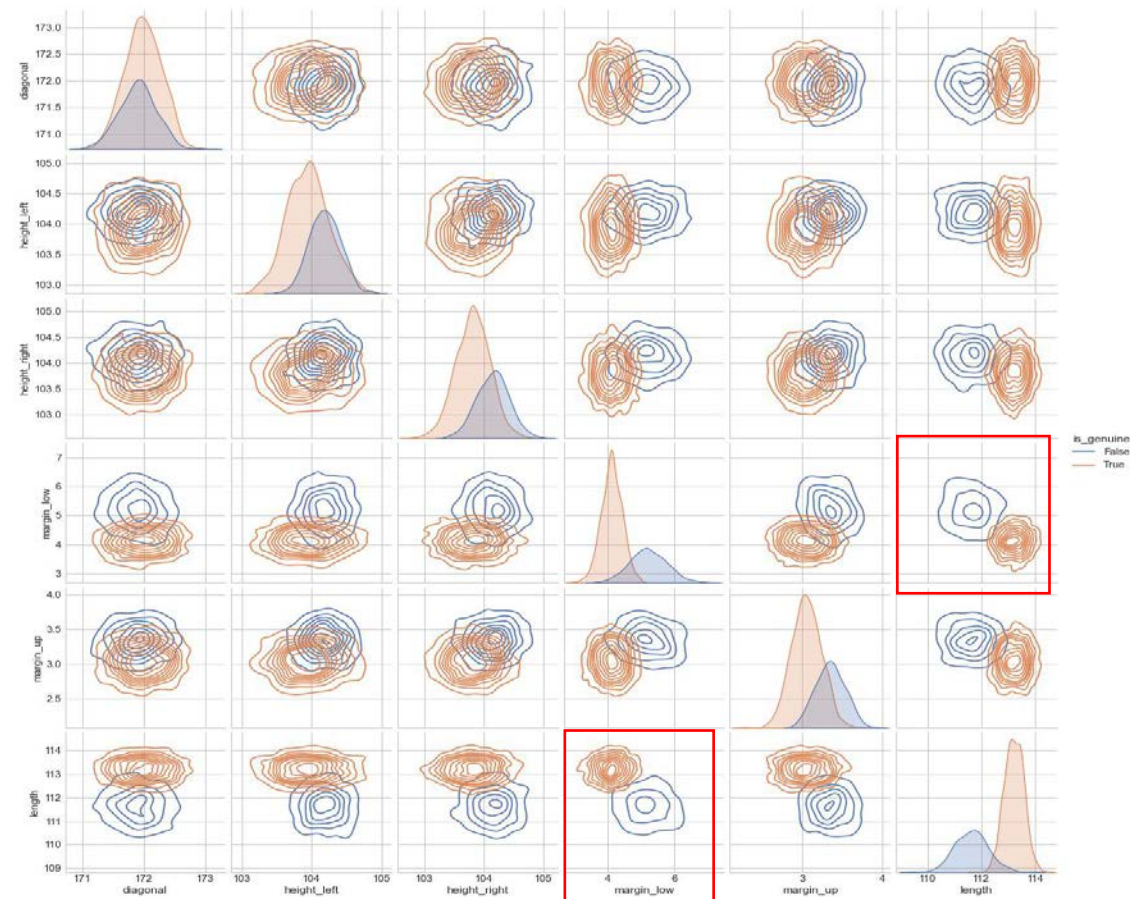 173.0
172.5
172.0
171.5
171.0
diagonal
105.0
104.5
104.0
103.5
103.0
height_left
105.0
104.5
104.0
103.5
103.0
height_right
7
6
5
4
3
margin_low
is_genuine
False
True
4.0
3.5
3.0
2.5
margin_up
114
113
112
111
110
109
length
171 172 173
103 104 105
103 104 105
4 6
3 4
110 112 114
diagonal
height_left
height_right
margin_low
margin_up
length